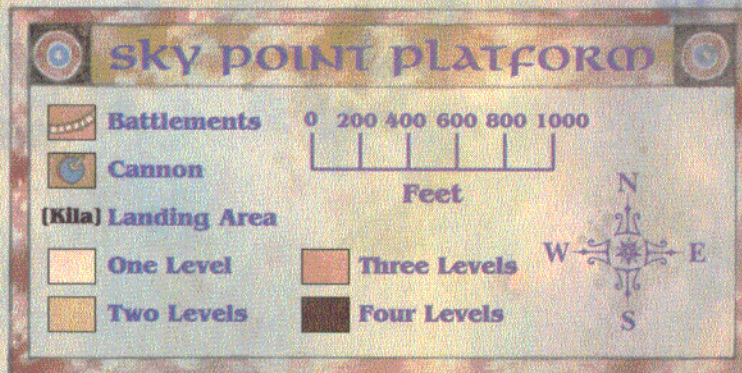 SKY POINT PLATFORM
Battlements
Cannon
[Kila] Landing Area
One Level
Two Levels
0 200 400 600 800 1000
Feet
Three Levels
Four Levels
N
W E
S